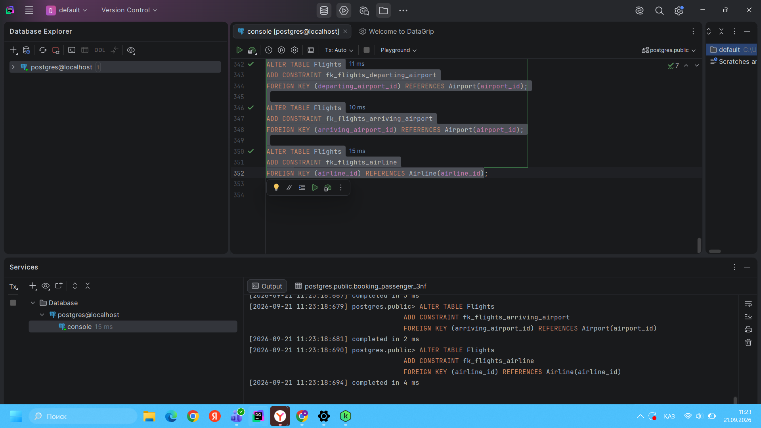 default
Version Control
Database Explorer
console [postgres@localhost]
Welcome to DataGrip
DDL
Tx: Auto
Playground
postgres.public
default
Scratches an
postgres@localhost 1
7
342 ALTER TABLE Flights 11 ms
343 ADD CONSTRAINT fk_flights_departing_airport
344 FOREIGN KEY (departing_airport_id) REFERENCES Airport(airport_id);
345
346 ALTER TABLE Flights 10 ms
347 ADD CONSTRAINT fk_flights_arriving_airport
348 FOREIGN KEY (arriving_airport_id) REFERENCES Airport(airport_id);
349
350 ALTER TABLE Flights 15 ms
351 ADD CONSTRAINT fk_flights_airline
352 FOREIGN KEY (airline_id) REFERENCES Airline(airline_id);
353
354
Services
Tx
Output
postgres.public.booking_passenger_3nf
Database
postgres@localhost
console 15 ms
[2026-09-21 11:23:18:667] completed in 3 ms
[2026-09-21 11:23:18:679] postgres.public> ALTER TABLE Flights
ADD CONSTRAINT fk_flights_arriving_airport
FOREIGN KEY (arriving_airport_id) REFERENCES Airport(airport_id)
[2026-09-21 11:23:18:681] completed in 2 ms
[2026-09-21 11:23:18:690] postgres.public> ALTER TABLE Flights
ADD CONSTRAINT fk_flights_airline
FOREIGN KEY (airline_id) REFERENCES Airline(airline_id)
[2026-09-21 11:23:18:694] completed in 4 ms
Поиск
ҚАЗ
11:23
21.09.2026